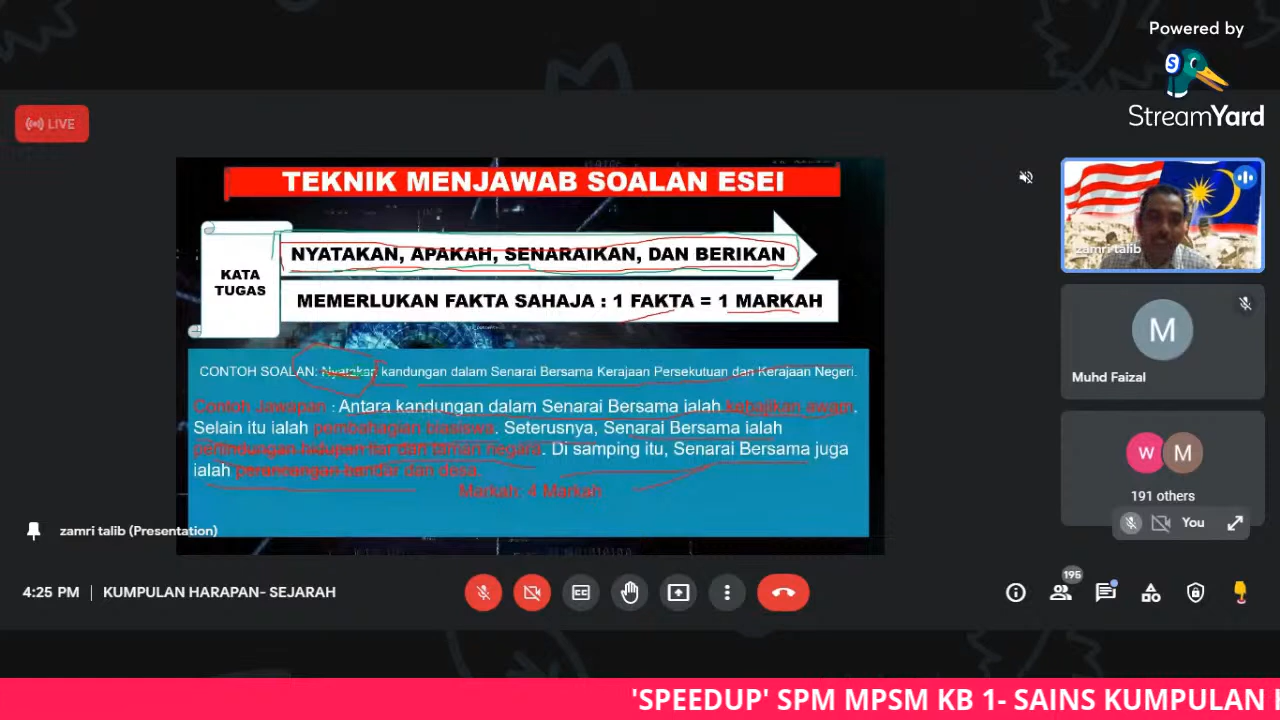 Powered by
StreamYard
LIVE
TEKNIK MENJAWAB SOALAN ESEI
KATA
TUGAS
NYATAKAN, APAKAH, SENARAIKAN, DAN BERIKAN
MEMERLUKAN FAKTA SAHAJA : 1 FAKTA = 1 MARKAH
CONTOH SOALAN: Nyatakan kandungan dalam Senarai Bersama Kerajaan Persekutuan dan Kerajaan Negeri.
Contoh Jawapan : Antara kandungan dalam Senarai Bersama ialah kebajikan awam.
Selain itu ialah pembahagian biasiswa. Seterusnya, Senarai Bersama ialah
perlindungan hidupan liar dan taman negara. Di samping itu, Senarai Bersama juga
ialah perancangan bandar dan desa.
Markah: 4 Markah
zamri talib
M
Muhd Faizal
W M
191 others
You
zamri talib (Presentation)
4:25 PM | KUMPULAN HARAPAN- SEJARAH
195
'SPEEDUP' SPM MPSM KB 1- SAINS KUMPULAN